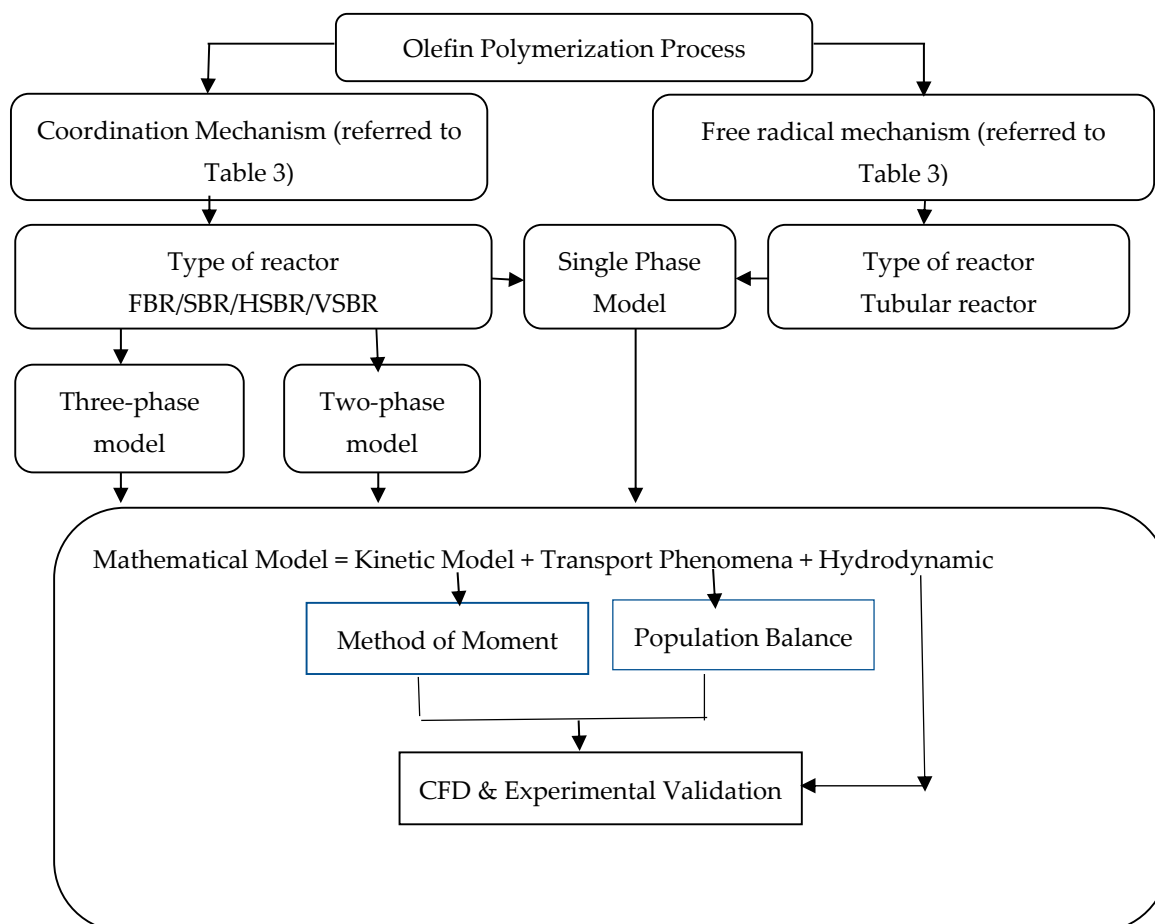 Olefin Polymerization Process
Coordination Mechanism (referred to
Table 3)
Free radical mechanism (referred to
Table 3)
Type of reactor
FBR/SBR/HSBR/VSBR
Single Phase
Model
Type of reactor
Tubular reactor
Three-phase
model
Two-phase
model
Mathematical Model = Kinetic Model + Transport Phenomena + Hydrodynamic
Method of Moment
Population Balance
CFD & Experimental Validation